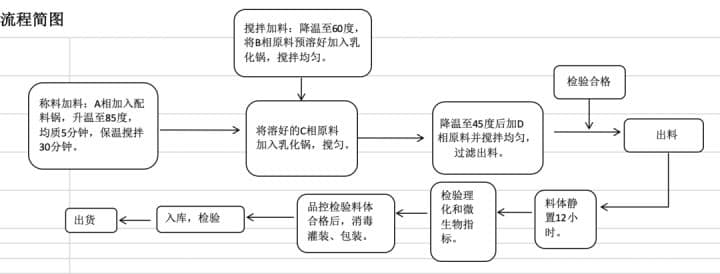 流程简图
搅拌加料：降温至60度，
将B相原料预溶好加入乳
化锅，搅拌均匀。
称料加料：A相加入配
料锅，升温至85度，
均质5分钟，保温搅拌
30分钟。
将溶好的C相原料
加入乳化锅，搅匀。
降温至45度后加D
相原料并搅拌均匀，
过滤出料。
检验合格
出料
料体静
置12小
时。
检验理
化和微
生物指
标。
品控检验料体
合格后，消毒
灌装、包装。
入库，检验
出货